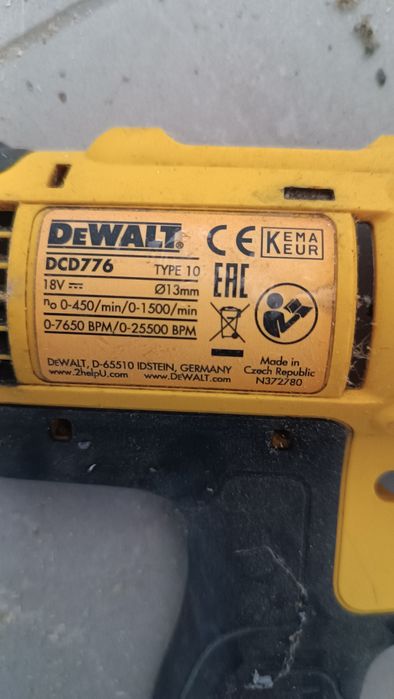 DEWALT®
CE KEMA KEUR
DCD776 TYPE 10
18V ⎓ Ø13mm
EAC
n₀ 0-450/min/0-1500/min
0-7650 BPM/0-25500 BPM
DEWALT, D-65510 IDSTEIN, GERMANY
www.2helpU.com www.DEWALT.com
Made in
Czech Republic
N372780